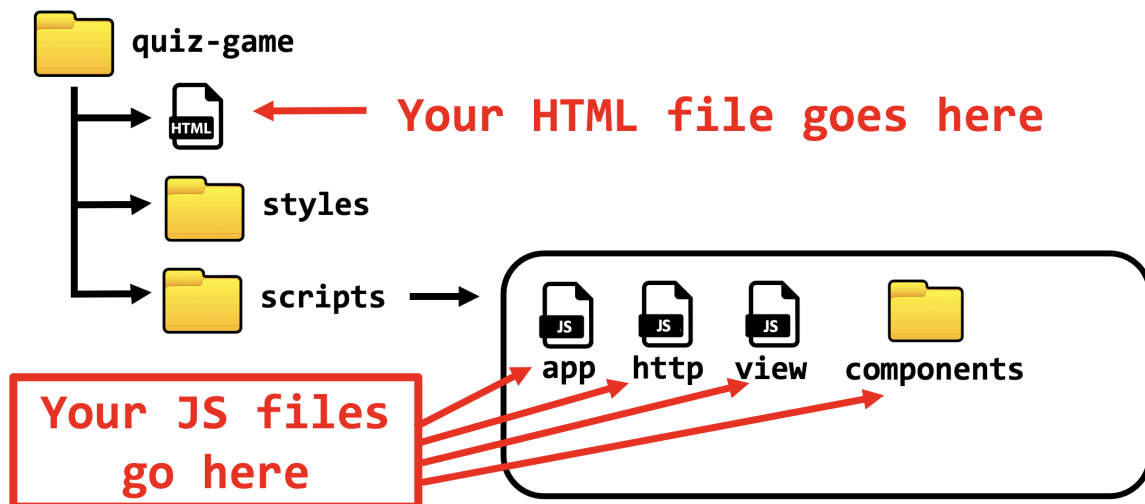 quiz-game
HTML
Your HTML file goes here
styles
scripts
JS JS JS
app http view components
Your JS files
go here